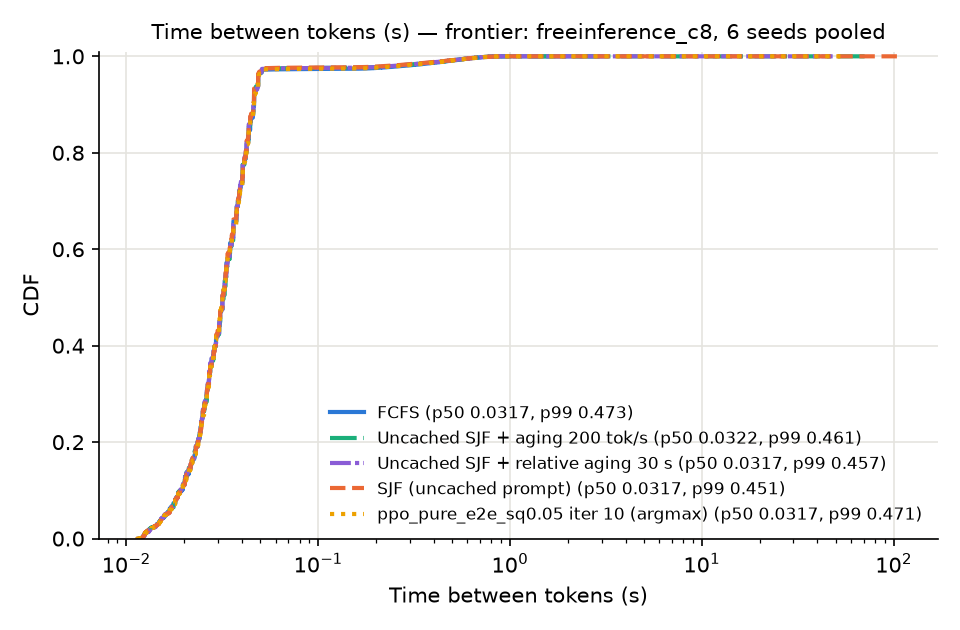 Time between tokens (s) — frontier: freeinference_c8, 6 seeds pooled
1.0
0.8
0.6
0.4
0.2
0.0
CDF
FCFS (p50 0.0317, p99 0.473)
Uncached SJF + aging 200 tok/s (p50 0.0322, p99 0.461)
Uncached SJF + relative aging 30 s (p50 0.0317, p99 0.457)
SJF (uncached prompt) (p50 0.0317, p99 0.451)
ppo_pure_e2e_sq0.05 iter 10 (argmax) (p50 0.0317, p99 0.471)
10⁻² 10⁻¹ 10⁰ 10¹ 10²
Time between tokens (s)